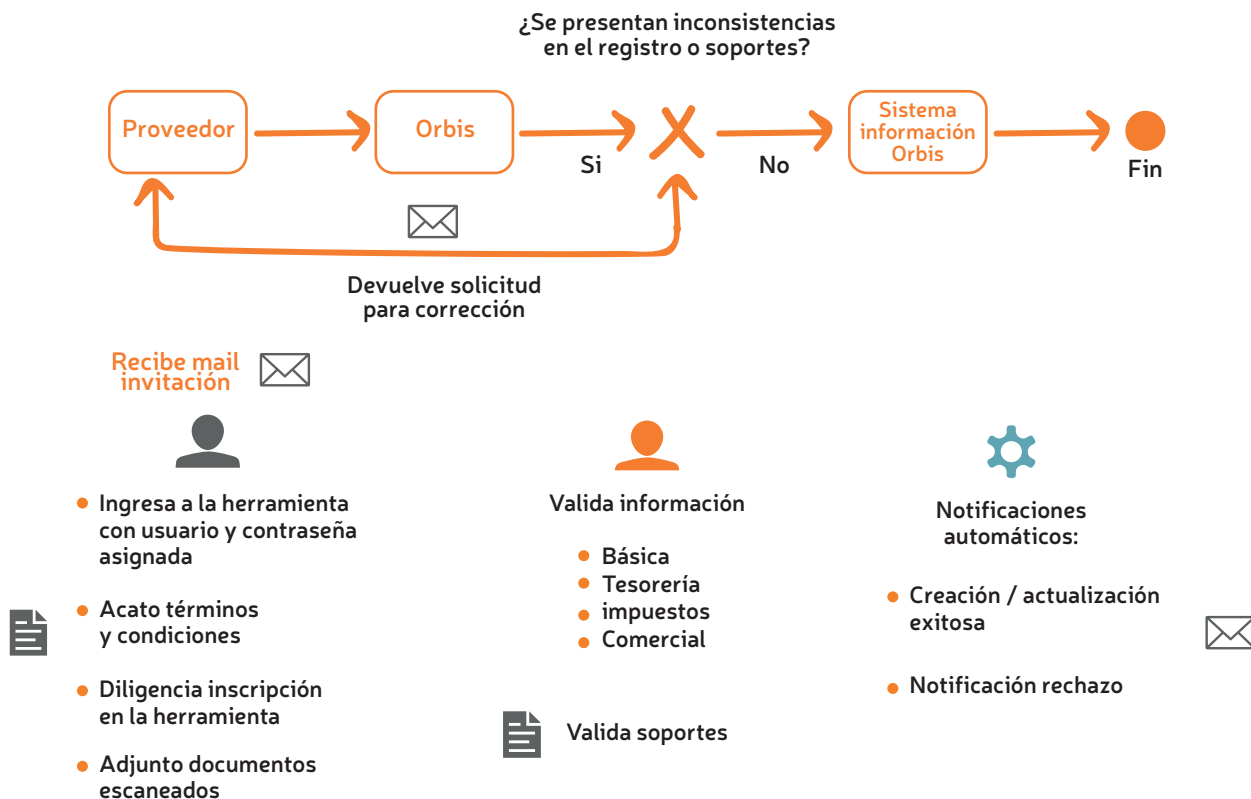 ¿Se presentan inconsistencias
en el registro o soportes?
Proveedor
Orbis
Si
No
Sistema
información
Orbis
Fin
Devuelve solicitud
para corrección
Recibe mail
invitación
Ingresa a la herramienta
con usuario y contraseña
asignada
Acato términos
y condiciones
Diligencia inscripción
en la herramienta
Adjunto documentos
escaneados
Valida información
Básica
Tesorería
impuestos
Comercial
Valida soportes
Notificaciones
automáticos:
Creación / actualización
exitosa
Notificación rechazo